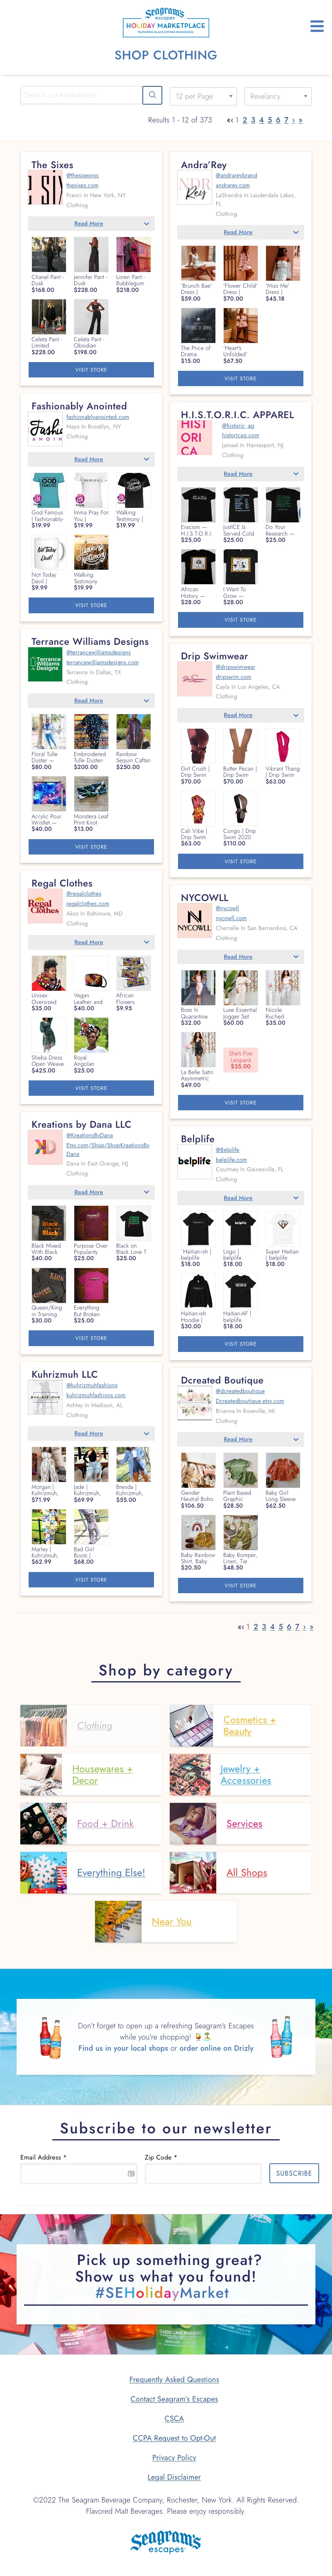 Seagram's
escapes
HOLIDAY MARKETPLACE
FEATURING BLACK-OWNED BUSINESSES
SHOP CLOTHING
Search our Marketplace
12 per Page
Revelancy
Results 1 - 12 of 373
«‹ 1 2 3 4 5 6 7 › »
The Sixes
@thesixesnyc
thesixes.com
Franci In New York, NY
Clothing
Read More
Chanel Pant -
Dusk
$168.00
Jennifer Pant -
Dusk
$228.00
Loren Pant -
Bubblegum
$218.00
Celeta Pant -
Limited
$228.00
Celeta Pant -
Obsidian
$198.00
VISIT STORE
Fashionably Anointed
fashionablyanointed.com
Maya In Brooklyn, NY
Clothing
Read More
God Famous
| fashionably-
$19.99
Imma Pray For
You |
$19.99
Walking
Testimony |
$19.99
Not Today
Devil |
$9.99
Walking
Testimony
$19.99
VISIT STORE
Terrance Williams Designs
@terrancewilliamsdesigns
terrancewilliamsdesigns.com
Terrance In Dallas, TX
Clothing
Read More
Floral Tulle
Duster —
$80.00
Embroidered
Tulle Duster-
$200.00
Rainbow
Sequin Caftan
$230.00
Acrylic Pour
Wristlet —
$40.00
Monstera Leaf
Print Knot
$13.00
VISIT STORE
Regal Clothes
@regalclothes
regalclothes.com
Akos In Baltimore, MD
Clothing
Read More
Unisex
Oversized
$35.00
Vegan
Leather and
$40.00
African
Flowers
$9.95
Sheba Dress
Open Weave
$425.00
Royal
Angolan
$25.00
VISIT STORE
Kreations by Dana LLC
@KreationsByDana
Etsy.com/Shop/KreationsBy
Dana
Dana In East Orange, NJ
Clothing
Read More
Black Mixed
With Black
$40.00
Purpose Over
Popularity
$25.00
Black on
Black Love T
$25.00
Queen/King
in Training
$30.00
Everything
But Broken
$25.00
VISIT STORE
Kuhrizmuh LLC
@kuhrizmuhfashions
kuhrizmuhfashions.com
Ashley In Madison, AL
Clothing
Read More
Morgan |
Kuhrizmuh,
$71.99
Jade |
Kuhrizmuh,
$69.99
Brenda |
Kuhrizmuh,
$55.00
Marley |
Kuhrizmuh,
$62.99
Bad Girl
Boots |
$68.00
VISIT STORE
Andra'Rey
@andrareybrand
andrarey.com
LaShandra In Lauderdale Lakes,
FL
Clothing
Read More
'Brunch Bae'
Dress |
$59.00
'Flower Child'
Dress |
$70.00
'Miss Me'
Dress |
$45.18
The Price of
Drama
$15.00
'Heart's
Unfolded'
$67.50
VISIT STORE
H.I.S.T.O.R.I.C. APPAREL
@historic_ag
historicag.com
Jamaal In Hainesport, NJ
Clothing
Read More
Eracism —
H.I.S.T.O.R.I.
$25.00
JustICE Is
Served Cold
$25.00
Do Your
Research —
$25.00
African
History —
$28.00
I Want To
Grow —
$28.00
VISIT STORE
Drip Swimwear
@dripswimwear
dripswim.com
Cayla In Los Angeles, CA
Clothing
Read More
Girl Crush |
Drip Swim
$70.00
Butter Pecan |
Drip Swim
$70.00
Vibrant Thang
| Drip Swim
$63.00
Cali Vibe |
Drip Swim
$63.00
Congo | Drip
Swim 2020
$110.00
VISIT STORE
NYCOWLL
@nycowll
nycowll.com
Cherrelle In San Bernardino, CA
Clothing
Read More
Boss In
Quarantine
$32.00
Luxe Essential
Jogger Set
$60.00
Nicole
Ruched
$35.00
La Belle Satin
Asymmetric
$49.00
She's Fire
Leopard
$35.00
VISIT STORE
Belplife
@Belplife
belplife.com
Courtney In Gainesville, FL
Clothing
Read More
'Haitian-ish |
belplife
$18.00
Logo |
belplife
$18.00
Super Haitian
| belplife
$18.00
Haitian-ish
Hoodie |
$30.00
Haitian-AF |
belplife
$18.00
VISIT STORE
Dcreated Boutique
@dcreatedboutique
Dcreatedboutique.etsy.com
Brianna In Roseville, MI
Clothing
Read More
Gender
Neutral Boho
$106.50
Plant Based
Graphic
$28.50
Baby Girl
Long Sleeve
$62.50
Baby Rainbow
Shirt, Baby
$20.50
Baby Romper,
Linen, Tie
$48.50
VISIT STORE
«‹ 1 2 3 4 5 6 7 › »
Shop by category
Clothing
Cosmetics +
Beauty
Housewares +
Decor
Jewelry +
Accessories
Food + Drink
Services
Everything Else!
All Shops
Near You
Don't forget to open up a refreshing Seagram's Escapes
while you're shopping! 🍹🏝️
Find us in your local shops or order online on Drizly
Subscribe to our newsletter
Email Address *
Zip Code *
SUBSCRIBE
Pick up something great?
Show us what you found!
#SEHolidayMarket
Frequently Asked Questions
Contact Seagram's Escapes
CSCA
CCPA Request to Opt-Out
Privacy Policy
Legal Disclaimer
©2022 The Seagram Beverage Company, Rochester, New York. All Rights Reserved.
Flavored Malt Beverages. Please enjoy responsibly.
Seagram's
escapes